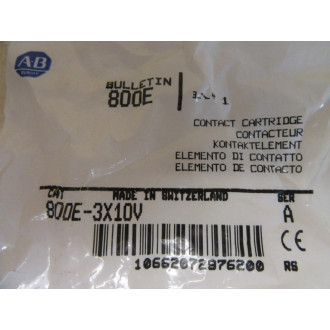 A-B
BULLETIN
800E
1
CONTACT CARTRIDGE
CONTACTEUR
KONTAKTELEMENT
ELEMENTO DI CONTATTO
ELEMENTO DE CONTACTO
CAT MADE IN SWITZERLAND SER
800E-3X10V A
CE
10662072876200 RS